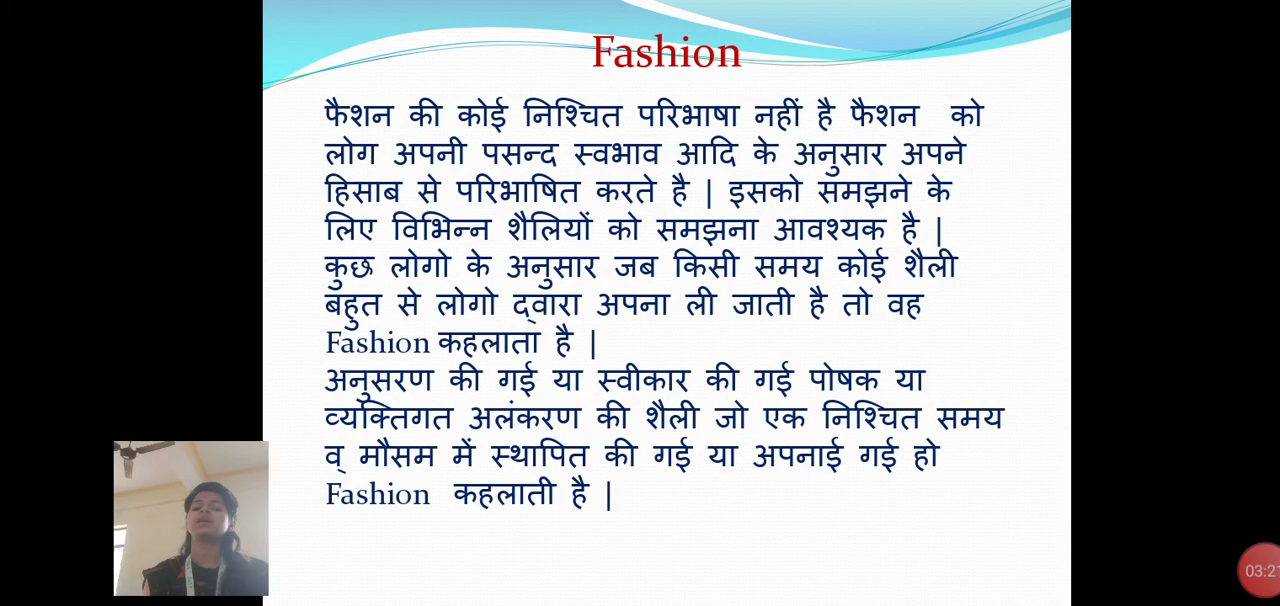 Fashion
फैशन की कोई निश्चित परिभाषा नहीं है फैशन को
लोग अपनी पसन्द स्वभाव आदि के अनुसार अपने
हिसाब से परिभाषित करते है | इसको समझने के
लिए विभिन्न शैलियों को समझना आवश्यक है |
कुछ लोगो के अनुसार जब किसी समय कोई शैली
बहुत से लोगो द्वारा अपना ली जाती है तो वह
Fashion कहलाता है |
अनुसरण की गई या स्वीकार की गई पोषक या
व्यक्तिगत अलंकरण की शैली जो एक निश्चित समय
व् मौसम में स्थापित की गई या अपनाई गई हो
Fashion कहलाती है |
03:21